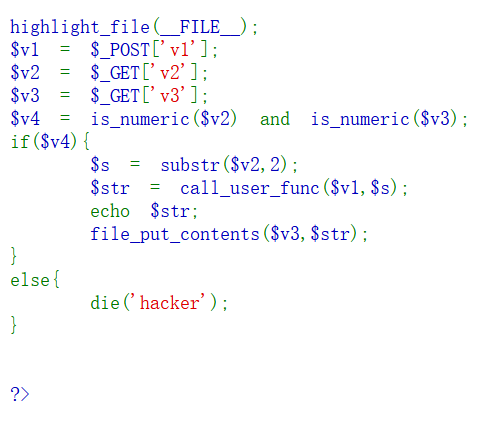 highlight_file(__FILE__);
$v1 = $_POST['v1'];
$v2 = $_GET['v2'];
$v3 = $_GET['v3'];
$v4 = is_numeric($v2) and is_numeric($v3);
if($v4){
        $s = substr($v2,2);
        $str = call_user_func($v1,$s);
        echo $str;
        file_put_contents($v3,$str);
}
else{
        die('hacker');
}
?>